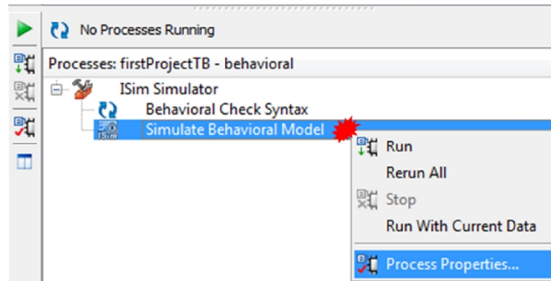 No Processes Running
Processes: firstProjectTB - behavioral
ISim Simulator
Behavioral Check Syntax
Simulate Behavioral Model
Run
Rerun All
Stop
Run With Current Data
Process Properties...